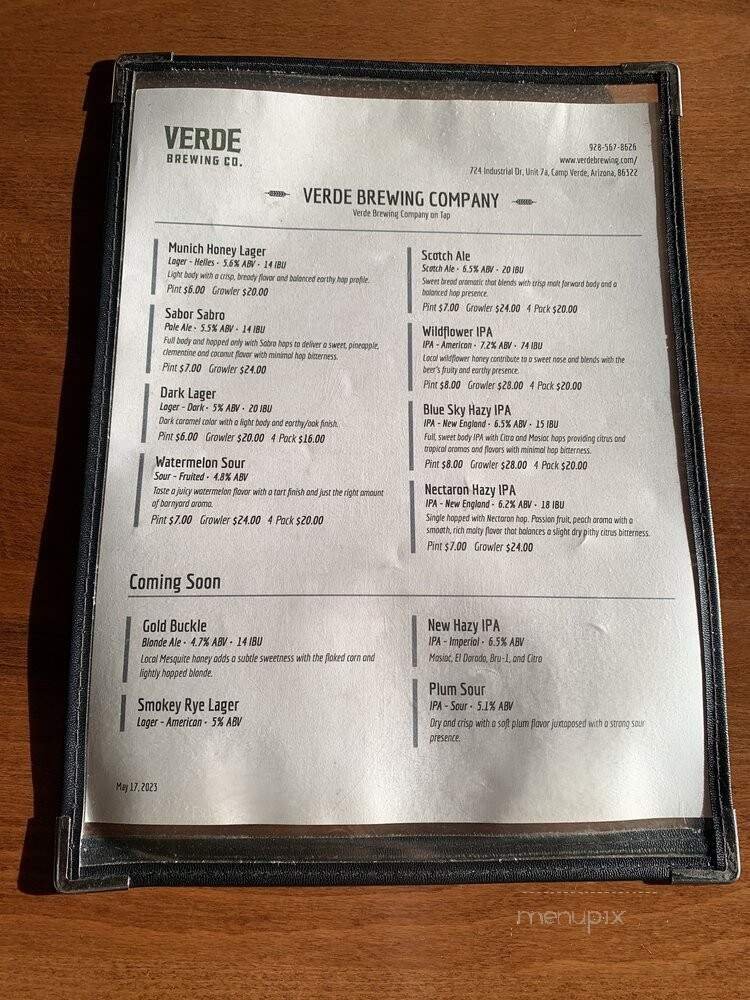 VERDE
BREWING CO.
928-567-8626
www.verdebrewing.com/
724 Industrial Dr, Unit 7a, Camp Verde, Arizona, 86322
VERDE BREWING COMPANY
Verde Brewing Company on Tap
Munich Honey Lager
Lager - Helles • 5.6% ABV • 14 IBU
Light body with a crisp, bready flavor and balanced earthy hop profile.
Pint $6.00 Growler $20.00
Sabor Sabro
Pale Ale • 5.5% ABV • 14 IBU
Full body and hopped only with Sabro hops to deliver a sweet, pineapple,
clementine and coconut flavor with minimal hop bitterness.
Pint $7.00 Growler $24.00
Dark Lager
Lager - Dark • 5% ABV • 20 IBU
Dark caramel color with a light body and earthy/oak finish.
Pint $6.00 Growler $20.00 4 Pack $16.00
Watermelon Sour
Sour - Fruited • 4.8% ABV
Taste a juicy watermelon flavor with a tart finish and just the right amount
of barnyard aroma.
Pint $7.00 Growler $24.00 4 Pack $20.00
Scotch Ale
Scotch Ale • 6.5% ABV • 20 IBU
Sweet bread aromatic that blends with crisp malt forward body and a
balanced hop presence.
Pint $7.00 Growler $24.00 4 Pack $20.00
Wildflower IPA
IPA - American • 7.2% ABV • 74 IBU
Local wildflower honey contribute to a sweet nose and blends with the
beer's fruity and earthy presence.
Pint $8.00 Growler $28.00 4 Pack $20.00
Blue Sky Hazy IPA
IPA - New England • 6.5% ABV • 15 IBU
Full, sweet body IPA with Citra and Mosiac hops providing citrus and
tropical aromas and flavors with minimal hop bitterness.
Pint $8.00 Growler $28.00 4 Pack $20.00
Nectaron Hazy IPA
IPA - New England • 6.2% ABV • 18 IBU
Single hopped with Nectaron hop. Passion fruit, peach aroma with a
smooth, rich malty flavor that balances a slight dry pithy citrus bitterness.
Pint $7.00 Growler $24.00
Coming Soon
Gold Buckle
Blonde Ale • 4.7% ABV • 14 IBU
Local Mesquite honey adds a subtle sweetness with the flaked corn and
lightly hopped blonde.
Smokey Rye Lager
Lager - American • 5% ABV
New Hazy IPA
IPA - Imperial • 6.5% ABV
Mosiac, El Dorado, Bru-1, and Citra
Plum Sour
IPA - Sour • 5.1% ABV
Dry and crisp with a soft plum flavor juxtaposed with a strong sour
presence.
May 17, 2023
menupix